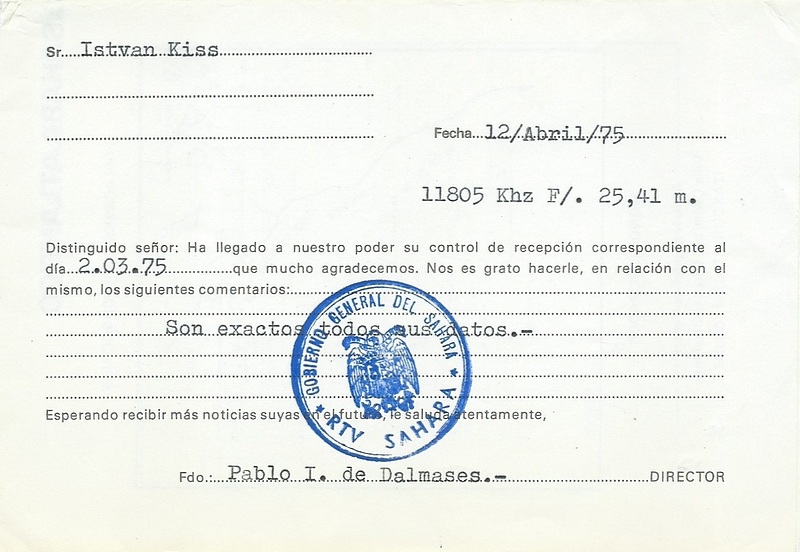 Sr.....Istvan Kiss
Fecha...12/Abril/75
11805 Khz F/. 25,41 m.
Distinguido señor: Ha llegado a nuestro poder su control de recepción correspondiente al
día...2.03.75...que mucho agradecemos. Nos es grato hacerle, en relación con el
mismo, los siguientes comentarios:
Son exactos todos sus datos.-
GOBIERNO GENERAL DEL SAHARA
RTV SAHARA
Esperando recibir más noticias suyas en el futuro, le saluda atentamente,
Fdo.:...Pablo I. de Dalmases.-...DIRECTOR